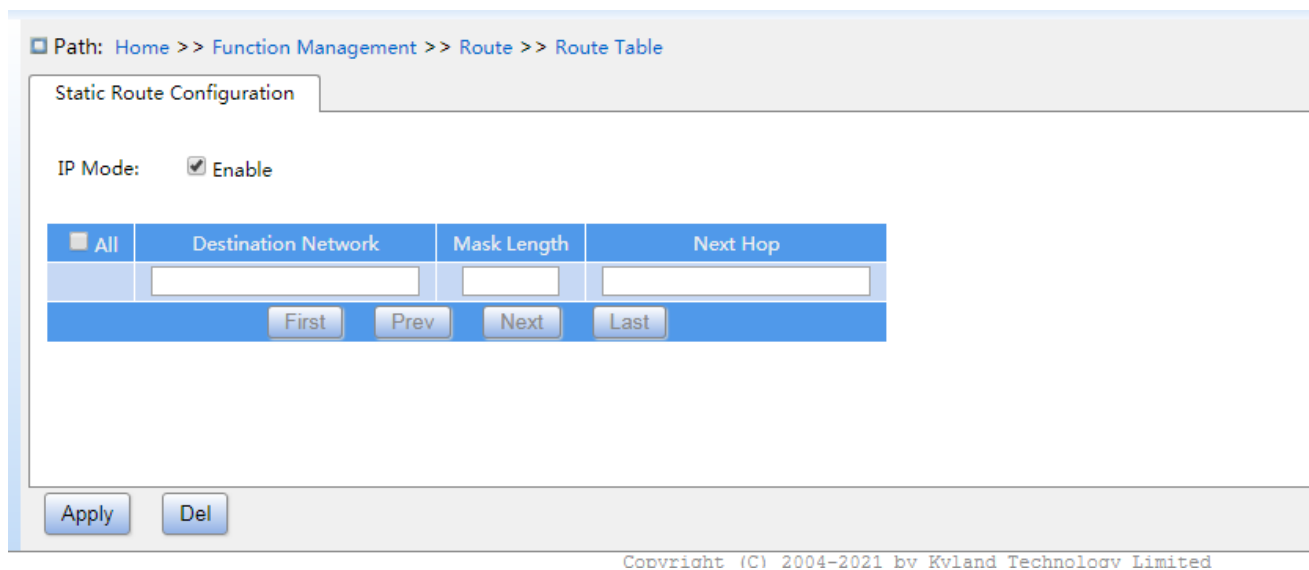 Path: Home >> Function Management >> Route >> Route Table
Static Route Configuration
IP Mode: Enable
All Destination Network Mask Length Next Hop
First Prev Next Last
Apply Del
Copyright (C) 2004-2021 by Kyland Technology Limited